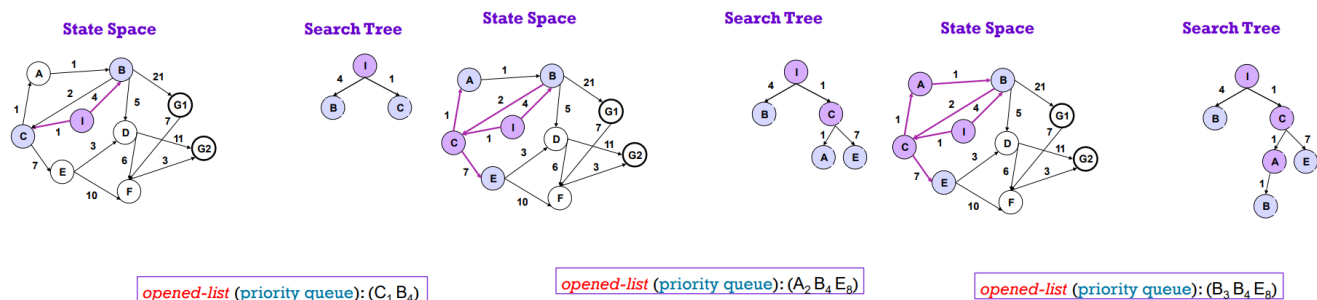 State Space
Search Tree
A
1
B
21
2
4
5
G1
1
7
C
1
I
D
11
G2
7
3
6
3
E
10
F
I
4
1
B
C
opened-list (priority queue): (C1 B4)
State Space
Search Tree
A
1
B
21
2
4
5
G1
1
7
C
1
I
D
11
G2
7
3
6
3
E
10
F
I
4
1
B
C
1
7
A
E
opened-list (priority queue): (A2 B4 E8)
State Space
Search Tree
A
1
B
21
2
4
5
G1
1
7
C
1
I
D
11
G2
7
3
6
3
E
10
F
I
4
1
B
C
1
7
A
E
1
B
opened-list (priority queue): (B3 B4 E8)